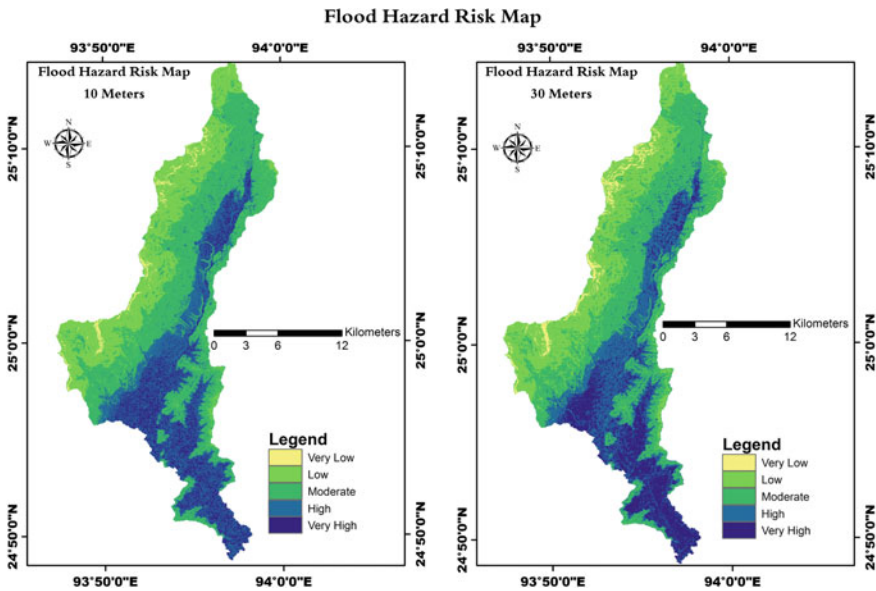 Flood Hazard Risk Map
93°50'0"E
94°0'0"E
Flood Hazard Risk Map
10 Meters
N
W
E
S
25°10'0"N
25°10'0"N
Kilometers
0 3 6 12
25°0'0"N
25°0'0"N
Legend
Very Low
Low
Moderate
High
Very High
24°50'0"N
24°50'0"N
93°50'0"E
94°0'0"E
93°50'0"E
94°0'0"E
Flood Hazard Risk Map
30 Meters
N
W
E
S
25°10'0"N
25°10'0"N
Kilometers
0 3 6 12
25°0'0"N
25°0'0"N
Legend
Very Low
Low
Moderate
High
Very High
24°50'0"N
24°50'0"N
93°50'0"E
94°0'0"E